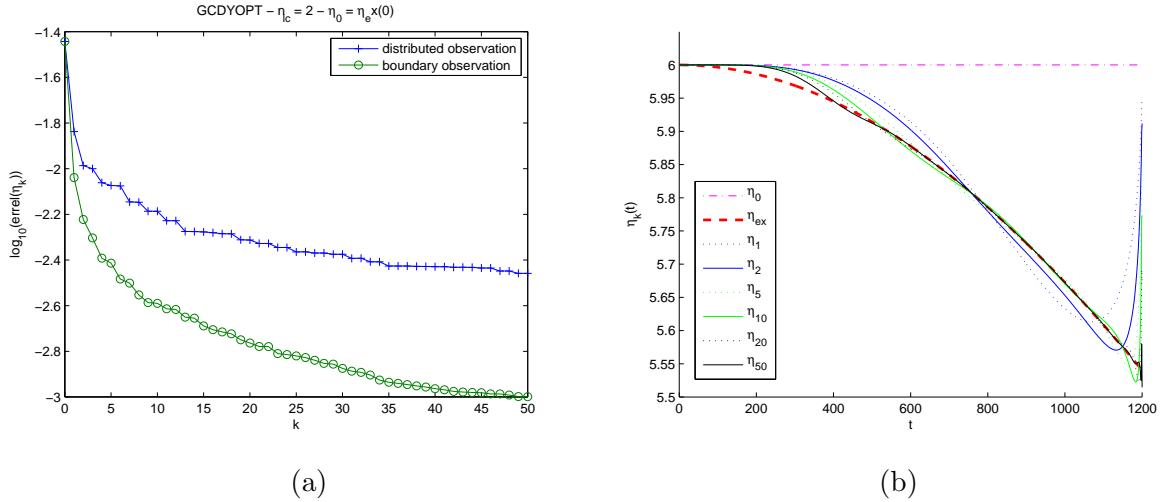 GCDYOPT − η_c = 2 − η_0 = η_e x(0)
−1.4
−1.6
−1.8
−2
−2.2
−2.4
−2.6
−2.8
−3
log_10(errel(η_k))
distributed observation
boundary observation
0 5 10 15 20 25 30 35 40 45 50
k
(a)
6
5.95
5.9
5.85
5.8
5.75
5.7
5.65
5.6
5.55
5.5
η_k(t)
η_0
η_ex
η_1
η_2
η_5
η_10
η_20
η_50
0 200 400 600 800 1000 1200
t
(b)